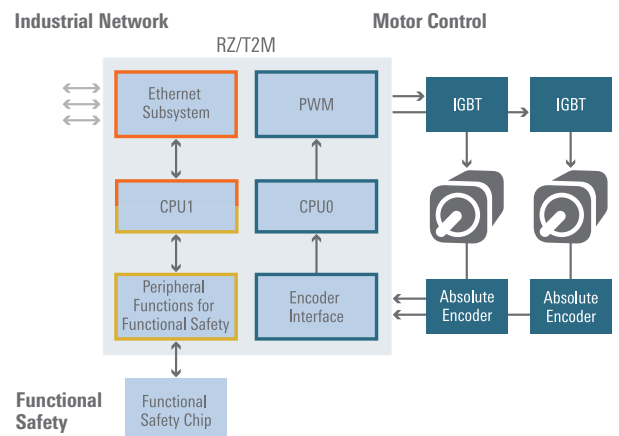 Industrial Network
Motor Control
RZ/T2M
Ethernet
Subsystem
PWM
IGBT
IGBT
CPU1
CPU0
Peripheral
Functions for
Functional Safety
Encoder
Interface
Absolute
Encoder
Absolute
Encoder
Functional
Safety
Functional
Safety Chip